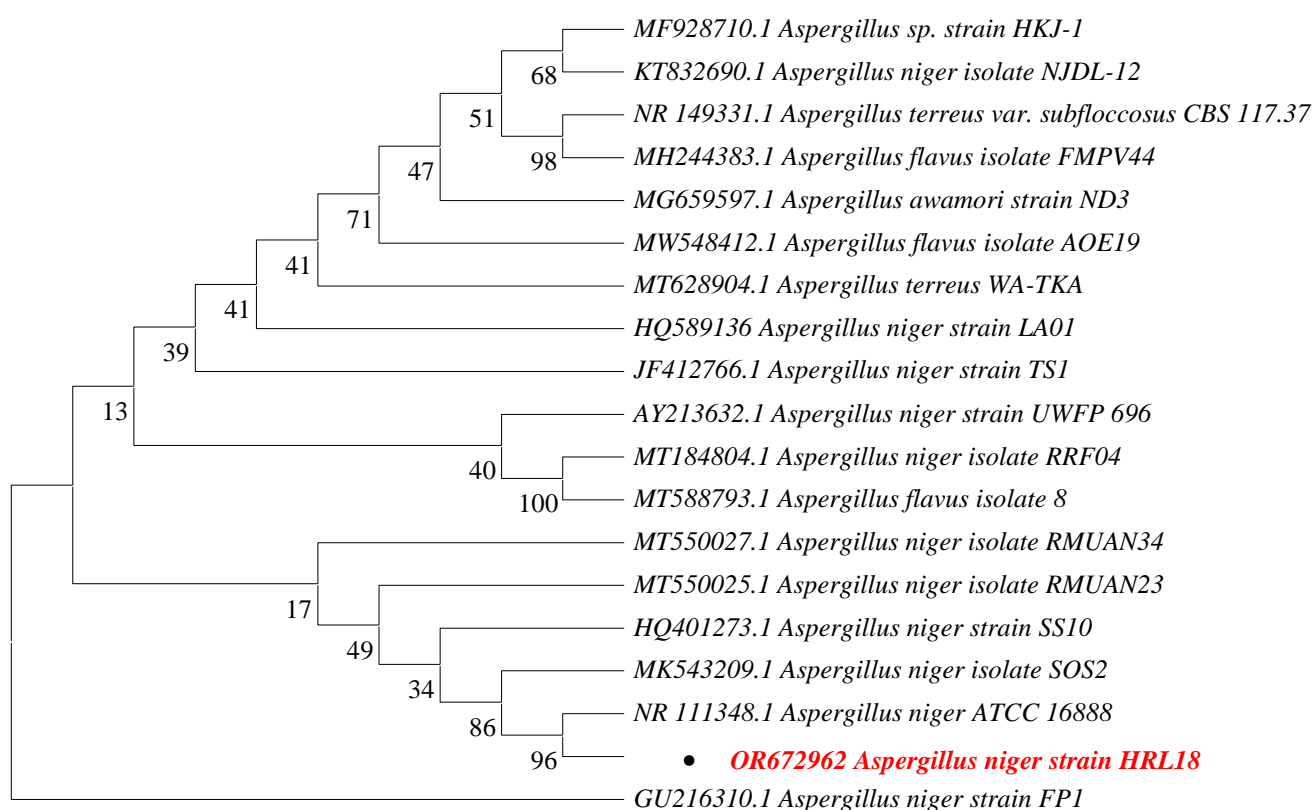 MF928710.1 Aspergillus sp. strain HKJ-1
68
KT832690.1 Aspergillus niger isolate NJDL-12
51
NR 149331.1 Aspergillus terreus var. subfloccosus CBS 117.37
98
MH244383.1 Aspergillus flavus isolate FMPV44
47
MG659597.1 Aspergillus awamori strain ND3
71
MW548412.1 Aspergillus flavus isolate AOE19
41
MT628904.1 Aspergillus terreus WA-TKA
41
HQ589136 Aspergillus niger strain LA01
39
JF412766.1 Aspergillus niger strain TS1
13
AY213632.1 Aspergillus niger strain UWFP 696
40
MT184804.1 Aspergillus niger isolate RRF04
100
MT588793.1 Aspergillus flavus isolate 8
MT550027.1 Aspergillus niger isolate RMUAN34
17
MT550025.1 Aspergillus niger isolate RMUAN23
49
HQ401273.1 Aspergillus niger strain SS10
34
MK543209.1 Aspergillus niger isolate SOS2
86
NR 111348.1 Aspergillus niger ATCC 16888
96
OR672962 Aspergillus niger strain HRL18
GU216310.1 Aspergillus niger strain FP1